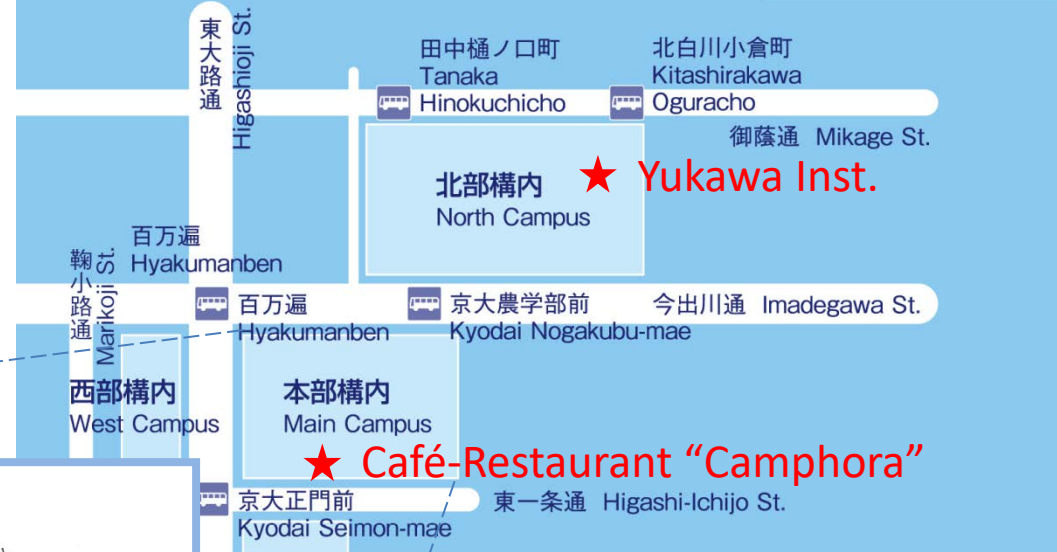 東大路通
Higashioji St.
田中樋ノ口町
Tanaka
Hinokuchicho
北白川小倉町
Kitashirakawa
Oguracho
御蔭通 Mikage St.
★ Yukawa Inst.
北部構内
North Campus
百万遍
Hyakumanben
鞠小路通
Marikoji St.
百万遍
Hyakumanben
京大農学部前
Kyodai Nogakubu-mae
今出川通 Imadegawa St.
西部構内
West Campus
本部構内
Main Campus
★ Café-Restaurant “Camphora”
京大正門前
Kyodai Seimon-mae
東一条通 Higashi-Ichijo St.